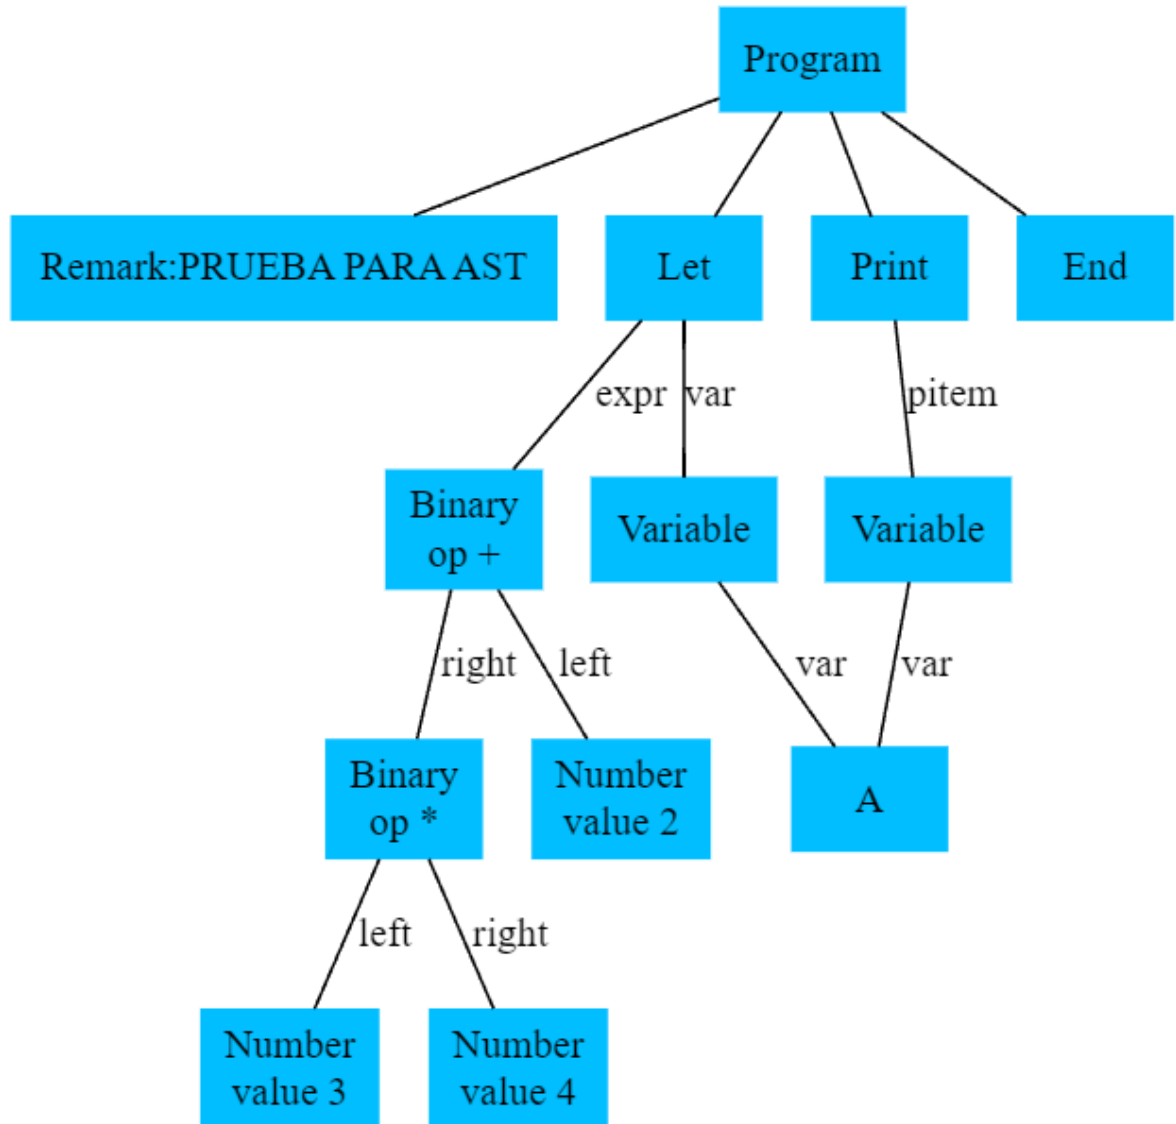 Program
Remark:PRUEBA PARA AST
Let
Print
End
expr
var
pitem
Binary
op +
Variable
Variable
right
left
var
var
Binary
op *
Number
value 2
A
left
right
Number
value 3
Number
value 4